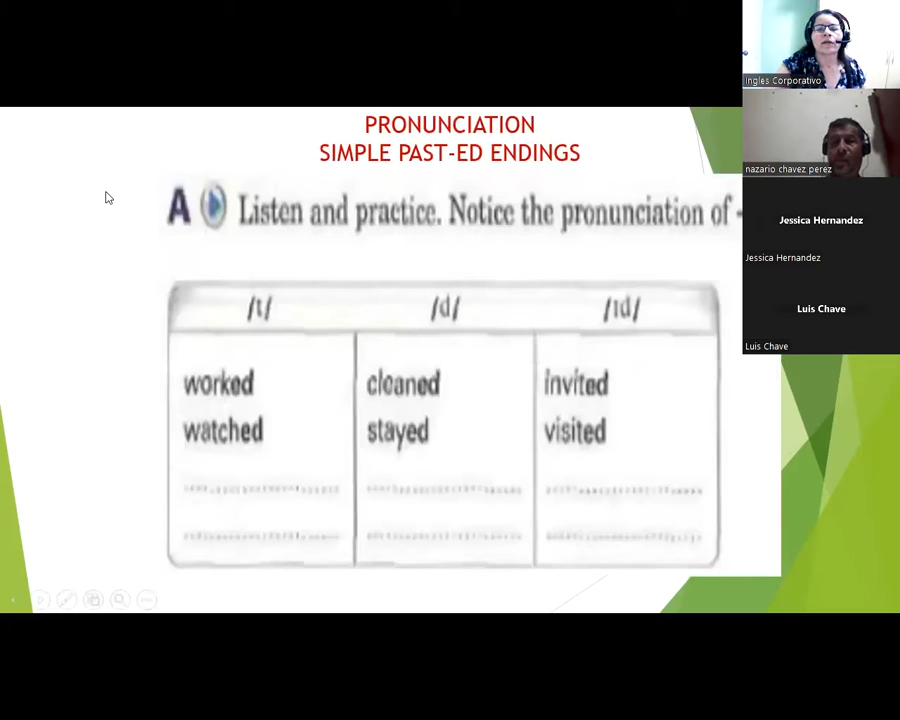 PRONUNCIATION
SIMPLE PAST-ED ENDINGS
A Listen and practice. Notice the pronunciation of -
/t/ /d/ /ɪd/
worked cleaned invited
watched stayed visited
Ingles Corporativo
nazario chavez perez
Jessica Hernandez
Jessica Hernandez
Luis Chave
Luis Chave